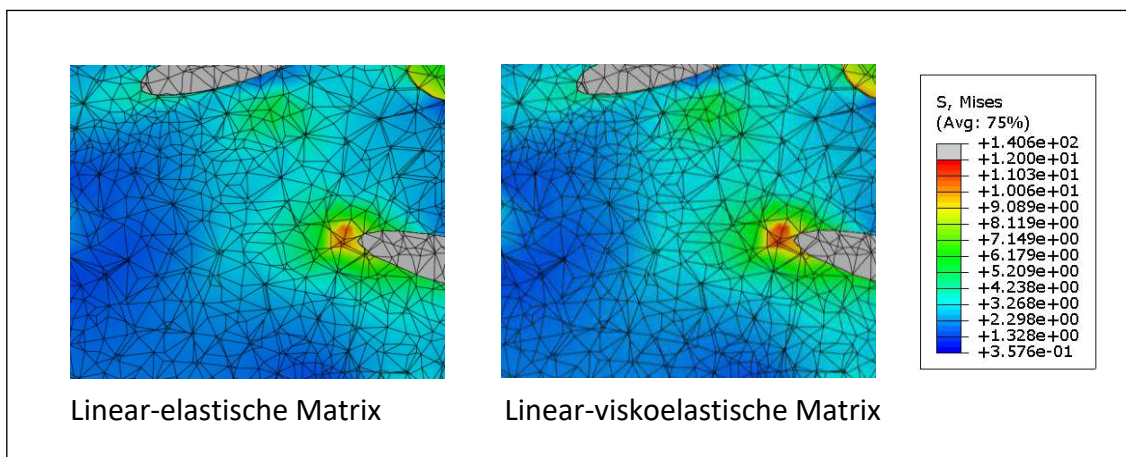 S, Mises
(Avg: 75%)
+1.406e+02
+1.200e+01
+1.103e+01
+1.006e+01
+9.089e+00
+8.119e+00
+7.149e+00
+6.179e+00
+5.209e+00
+4.238e+00
+3.268e+00
+2.298e+00
+1.328e+00
+3.576e-01
Linear-elastische Matrix
Linear-viskoelastische Matrix